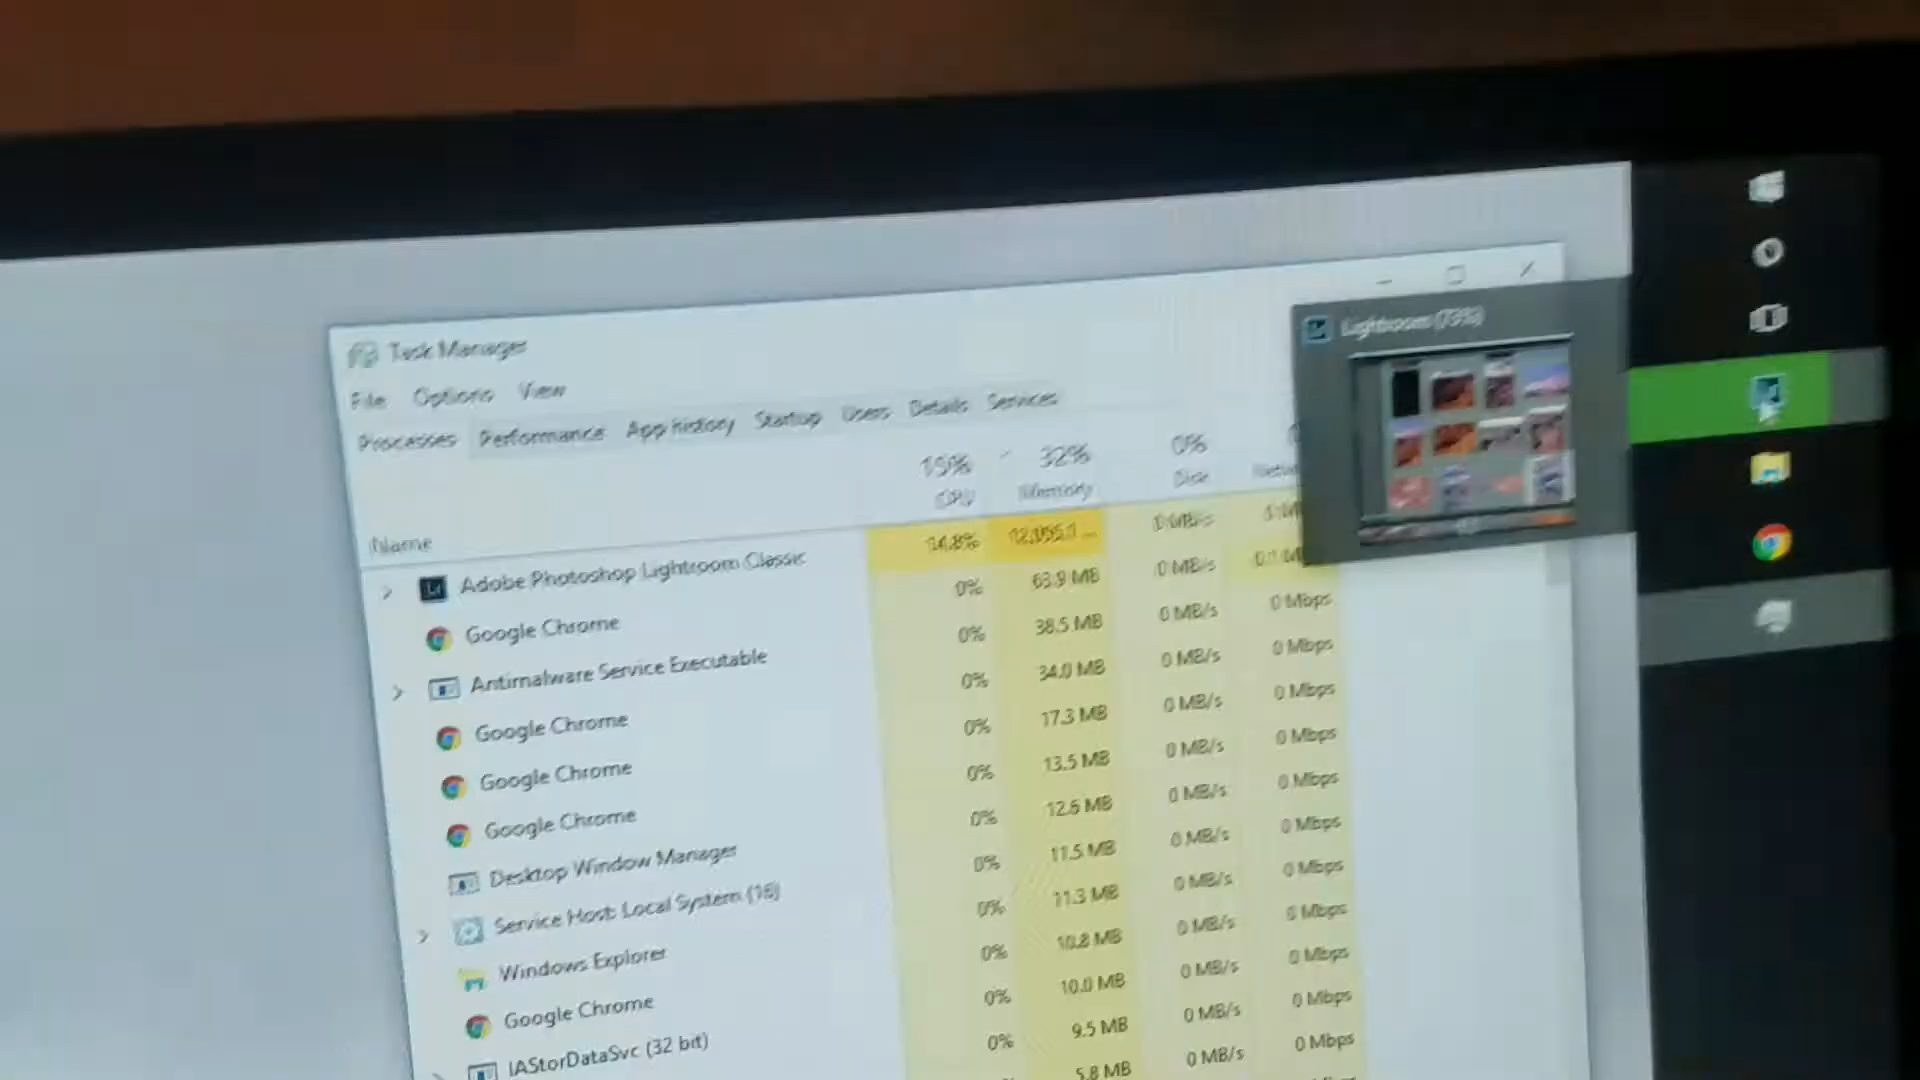 Task Manager
File Options View
Processes Performance App history Startup Users Details Services
Lightroom (73%)
32% 0%
Name CPU Memory Disk
Adobe Photoshop Lightroom Classic 14.8% 0 MB/s
Google Chrome 0% 63.9 MB 0 MB/s
Antimalware Service Executable 0% 38.5 MB 0 MB/s 0 Mbps
Google Chrome 0% 34.0 MB 0 MB/s 0 Mbps
Google Chrome 0% 17.3 MB 0 MB/s 0 Mbps
Google Chrome 0% 13.5 MB 0 MB/s 0 Mbps
Desktop Window Manager 0% 12.6 MB 0 MB/s 0 Mbps
Service Host: Local System (16) 0% 11.5 MB 0 MB/s 0 Mbps
Windows Explorer 0% 11.3 MB 0 MB/s 0 Mbps
Google Chrome 0% 10.8 MB 0 MB/s 0 Mbps
IAStorDataSvc (32 bit) 0% 10.0 MB 0 MB/s 0 Mbps
0% 9.5 MB 0 MB/s 0 Mbps
5.8 MB 0 MB/s 0 Mbps